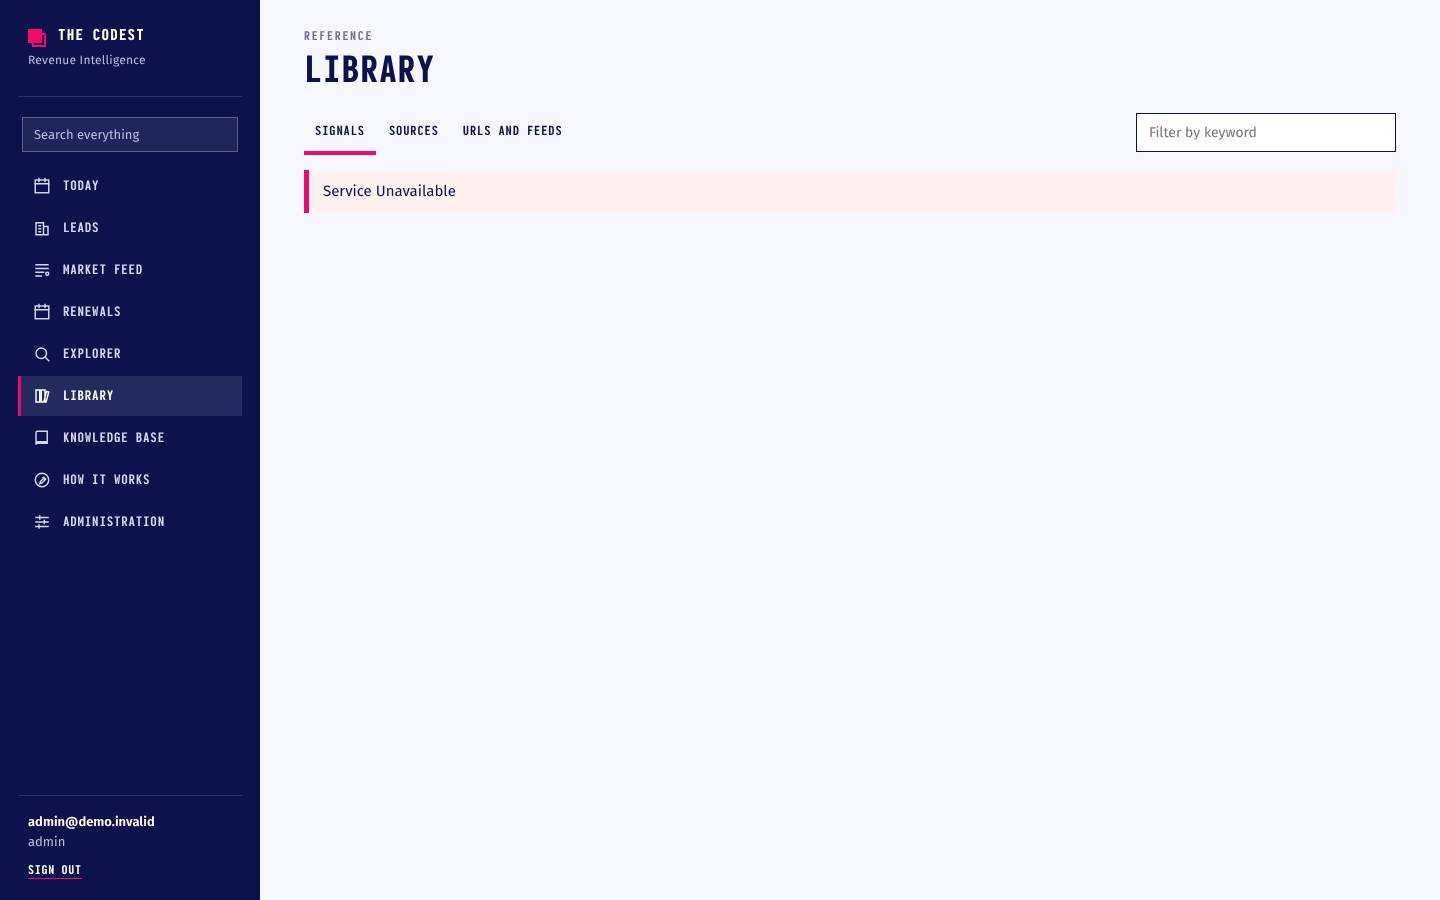 THE CODEST
Revenue Intelligence
Search everything
TODAY
LEADS
MARKET FEED
RENEWALS
EXPLORER
LIBRARY
KNOWLEDGE BASE
HOW IT WORKS
ADMINISTRATION
admin@demo.invalid
admin
SIGN OUT
REFERENCE
LIBRARY
SIGNALS SOURCES URLS AND FEEDS
Filter by keyword
Service Unavailable